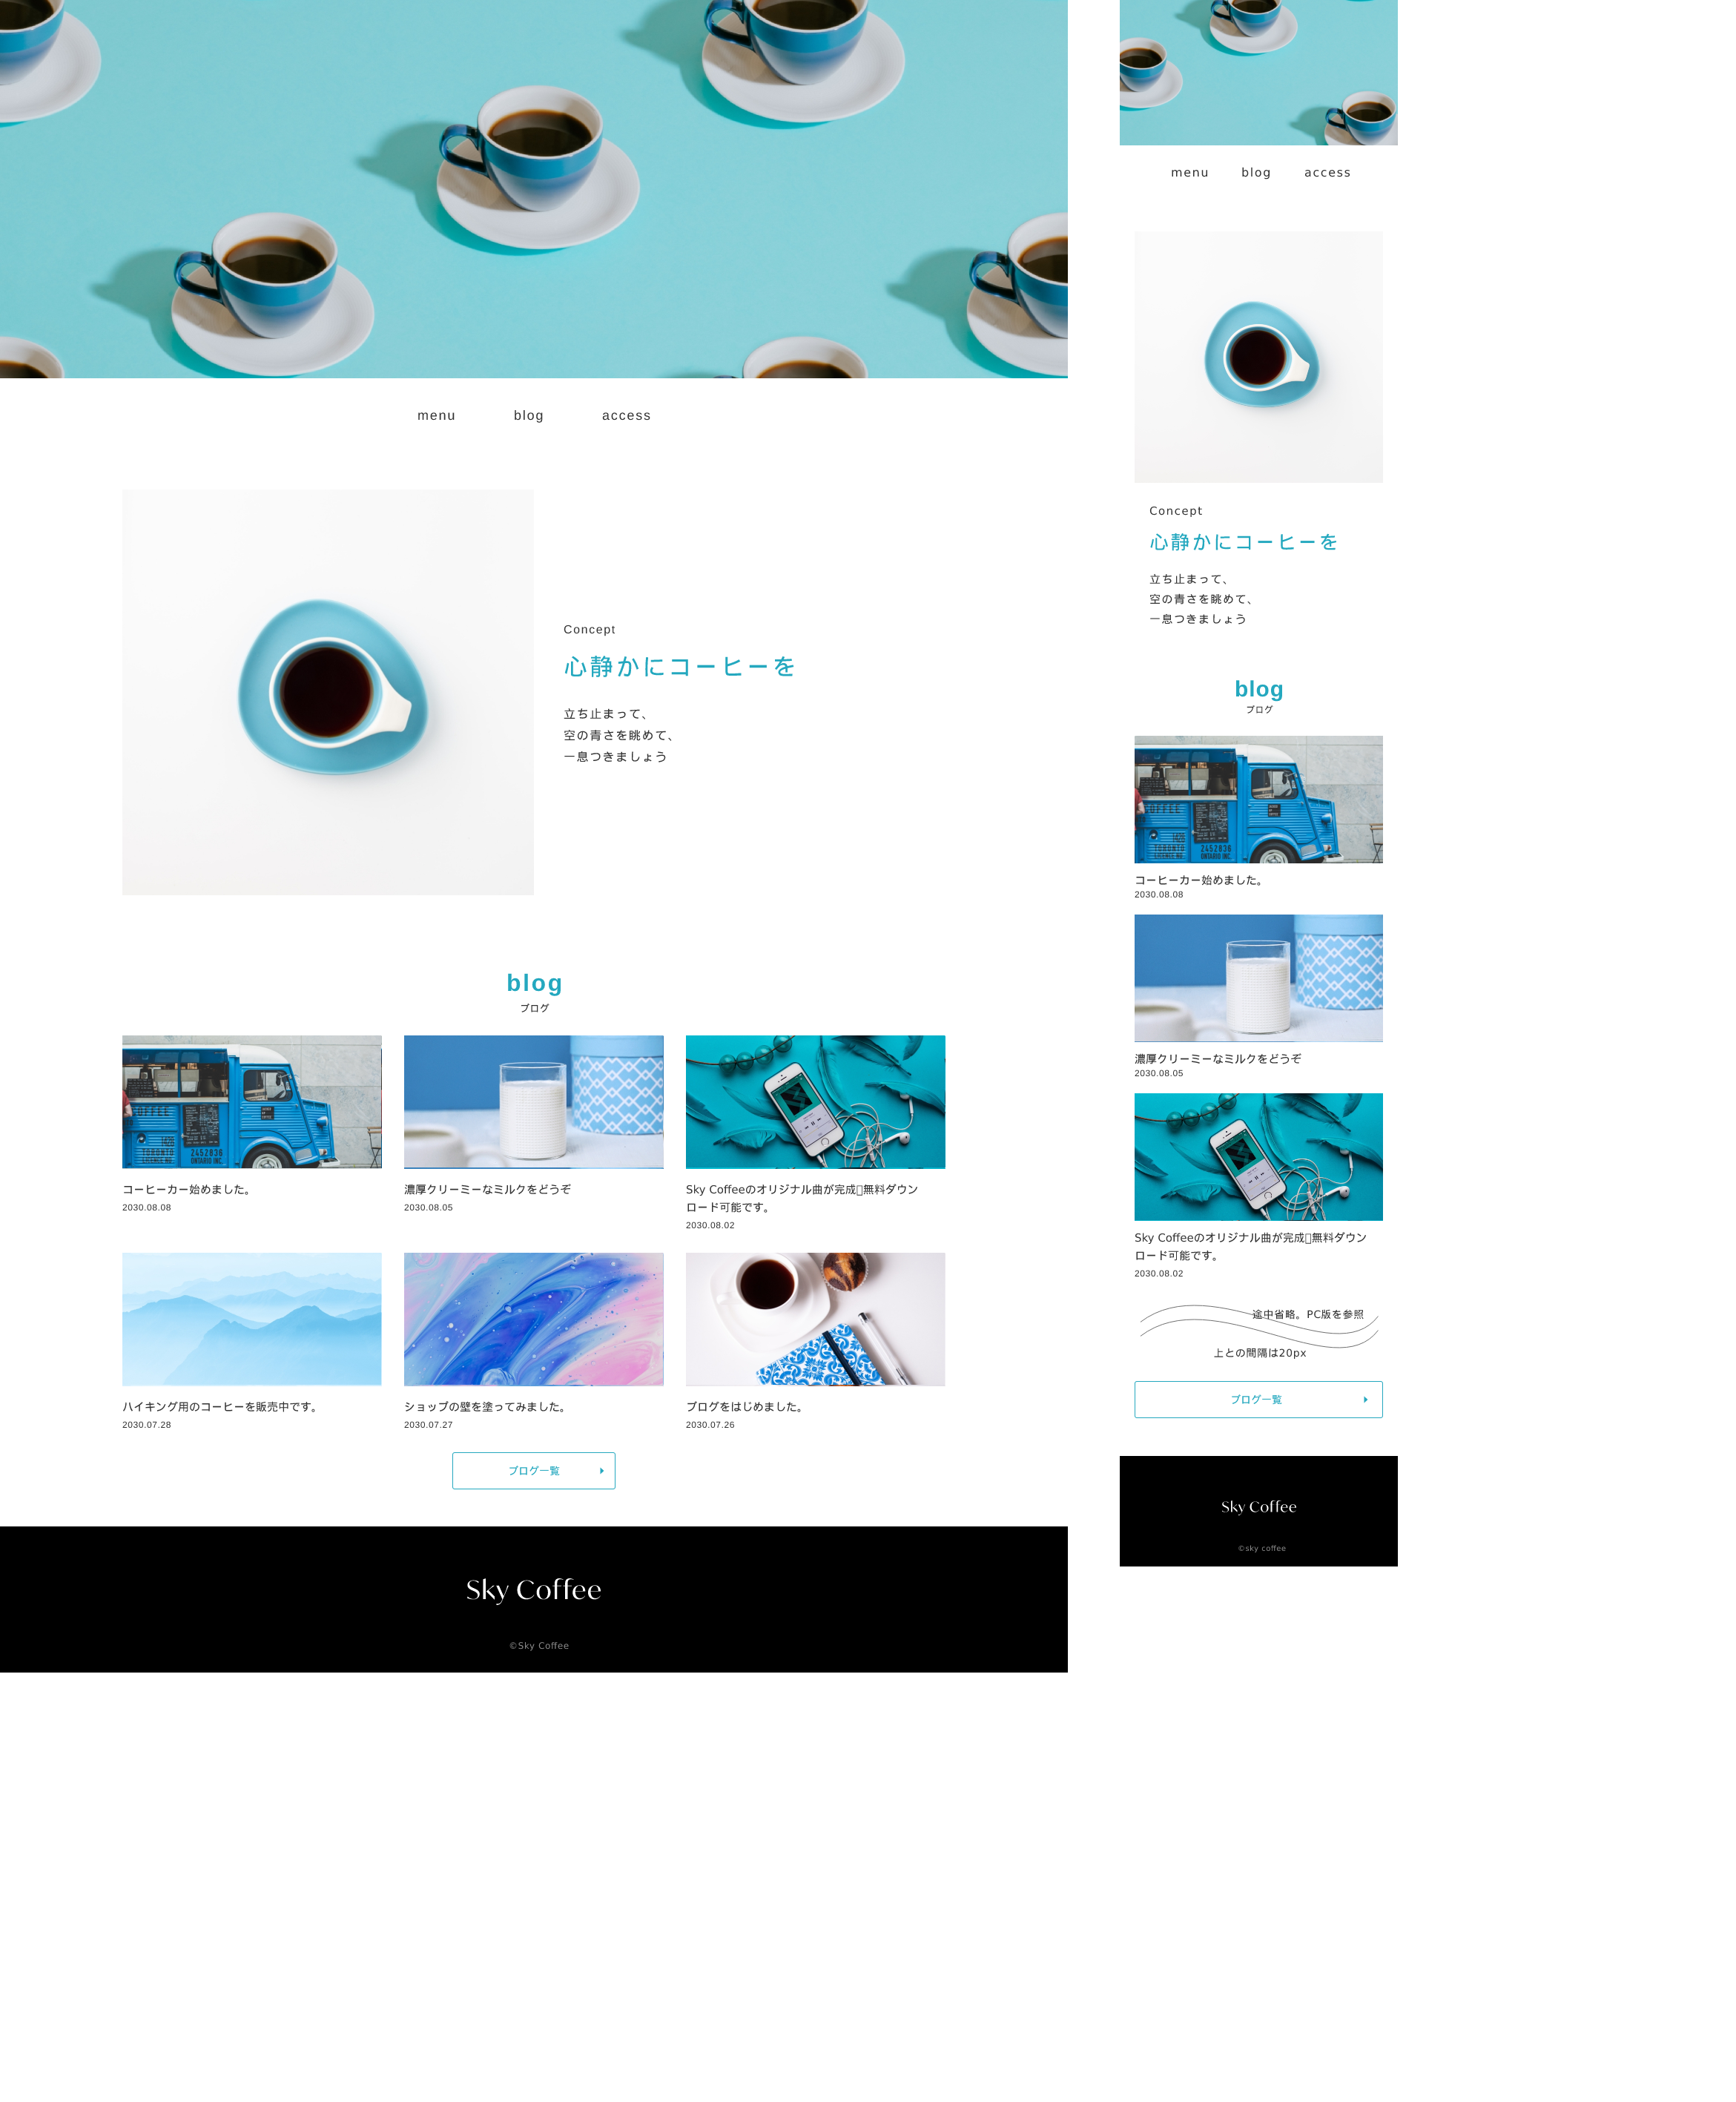 menu blog access
Concept
心静かにコーヒーを
立ち止まって、
空の青さを眺めて、
一息つきましょう
blog
ブログ
コーヒーカー始めました。
2030.08.08
濃厚クリーミーなミルクをどうぞ
2030.08.05
Sky Coffeeのオリジナル曲が完成▯無料ダウン
ロード可能です。
2030.08.02
ハイキング用のコーヒーを販売中です。
2030.07.28
ショップの壁を塗ってみました。
2030.07.27
ブログをはじめました。
2030.07.26
ブログ一覧
Sky Coffee
©Sky Coffee
menu blog access
Concept
心静かにコーヒーを
立ち止まって、
空の青さを眺めて、
一息つきましょう
blog
ブログ
COFFEE
TORONTO
2452836
ONTARIO INC.
コーヒーカー始めました。
2030.08.08
濃厚クリーミーなミルクをどうぞ
2030.08.05
Sky Coffeeのオリジナル曲が完成▯無料ダウン
ロード可能です。
2030.08.02
途中省略。PC版を参照
上との間隔は20px
ブログ一覧
Sky Coffee
©sky coffee